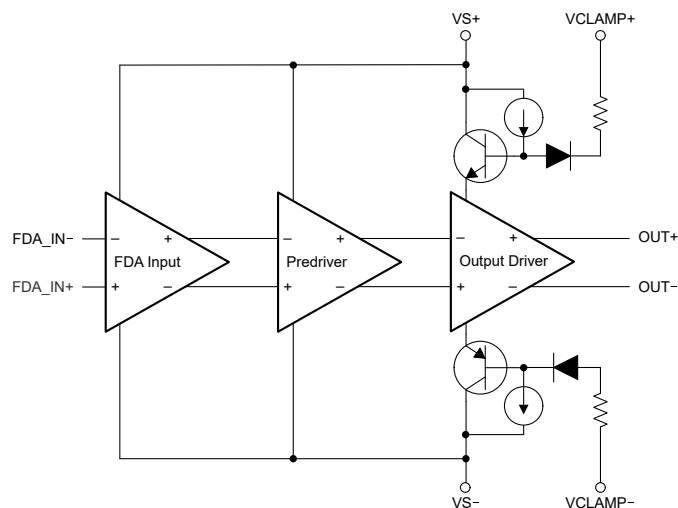 VS+
VCLAMP+
FDA_IN−
FDA_IN+
− +
+ −
FDA Input
− +
+ −
Predriver
− +
+ −
Output Driver
OUT+
OUT−
VS−
VCLAMP−